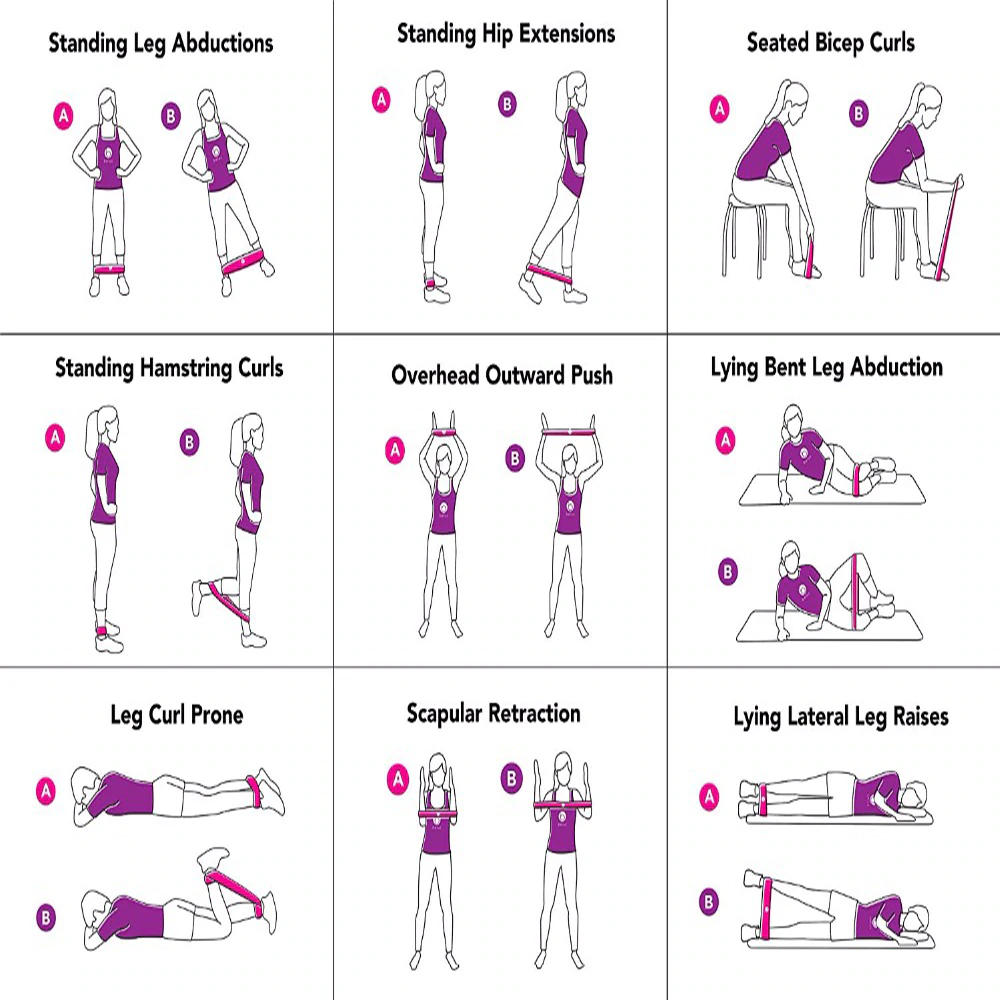 Standing Leg Abductions
A
B
Standing Hip Extensions
A
B
Seated Bicep Curls
A
B
Standing Hamstring Curls
A
B
Overhead Outward Push
A
B
Lying Bent Leg Abduction
A
B
Leg Curl Prone
A
B
Scapular Retraction
A
B
Lying Lateral Leg Raises
A
B